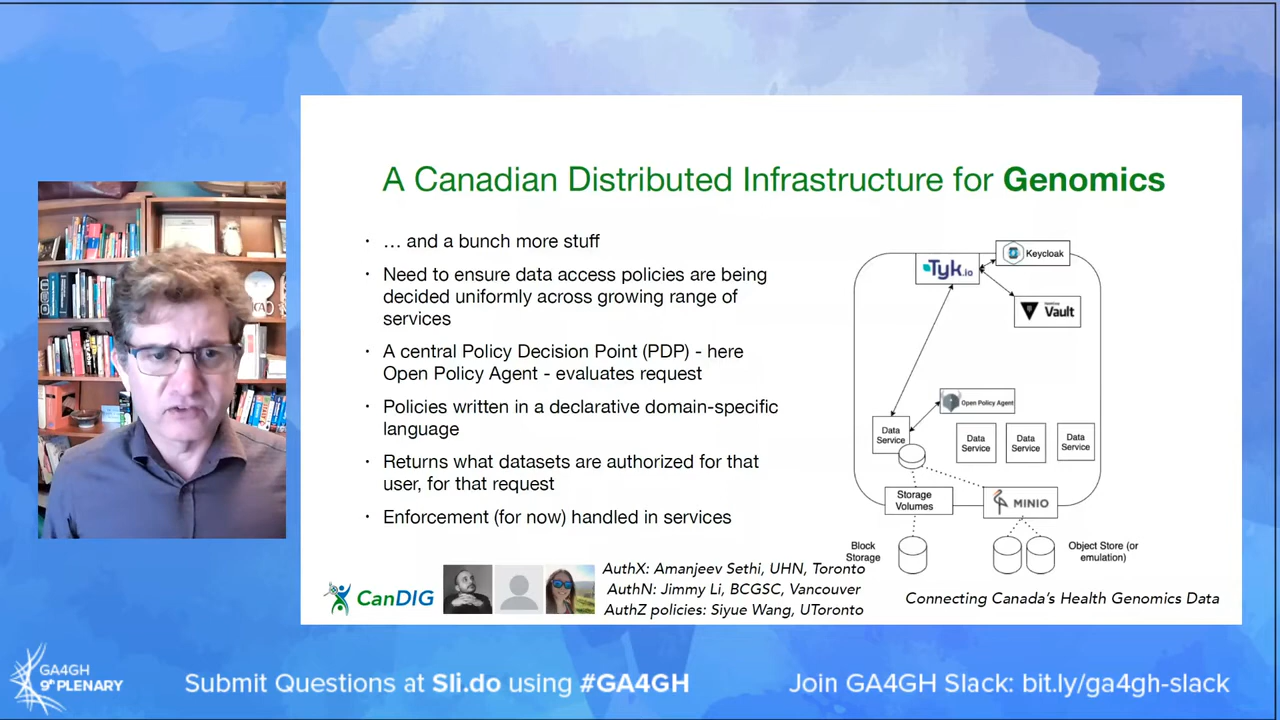 A Canadian Distributed Infrastructure for Genomics
· … and a bunch more stuff
· Need to ensure data access policies are being
decided uniformly across growing range of
services
· A central Policy Decision Point (PDP) - here
Open Policy Agent - evaluates request
· Policies written in a declarative domain-specific
language
· Returns what datasets are authorized for that
user, for that request
· Enforcement (for now) handled in services
Tyk.io
Keycloak
Vault
Open Policy Agent
Data
Service
Data
Service
Data
Service
Data
Service
Storage
Volumes
MINIO
Block
Storage
Object Store (or
emulation)
CanDIG
AuthX: Amanjeev Sethi, UHN, Toronto
AuthN: Jimmy Li, BCGSC, Vancouver
AuthZ policies: Siyue Wang, UToronto
Connecting Canada's Health Genomics Data
GA4GH
9th PLENARY
Submit Questions at Sli.do using #GA4GH
Join GA4GH Slack: bit.ly/ga4gh-slack